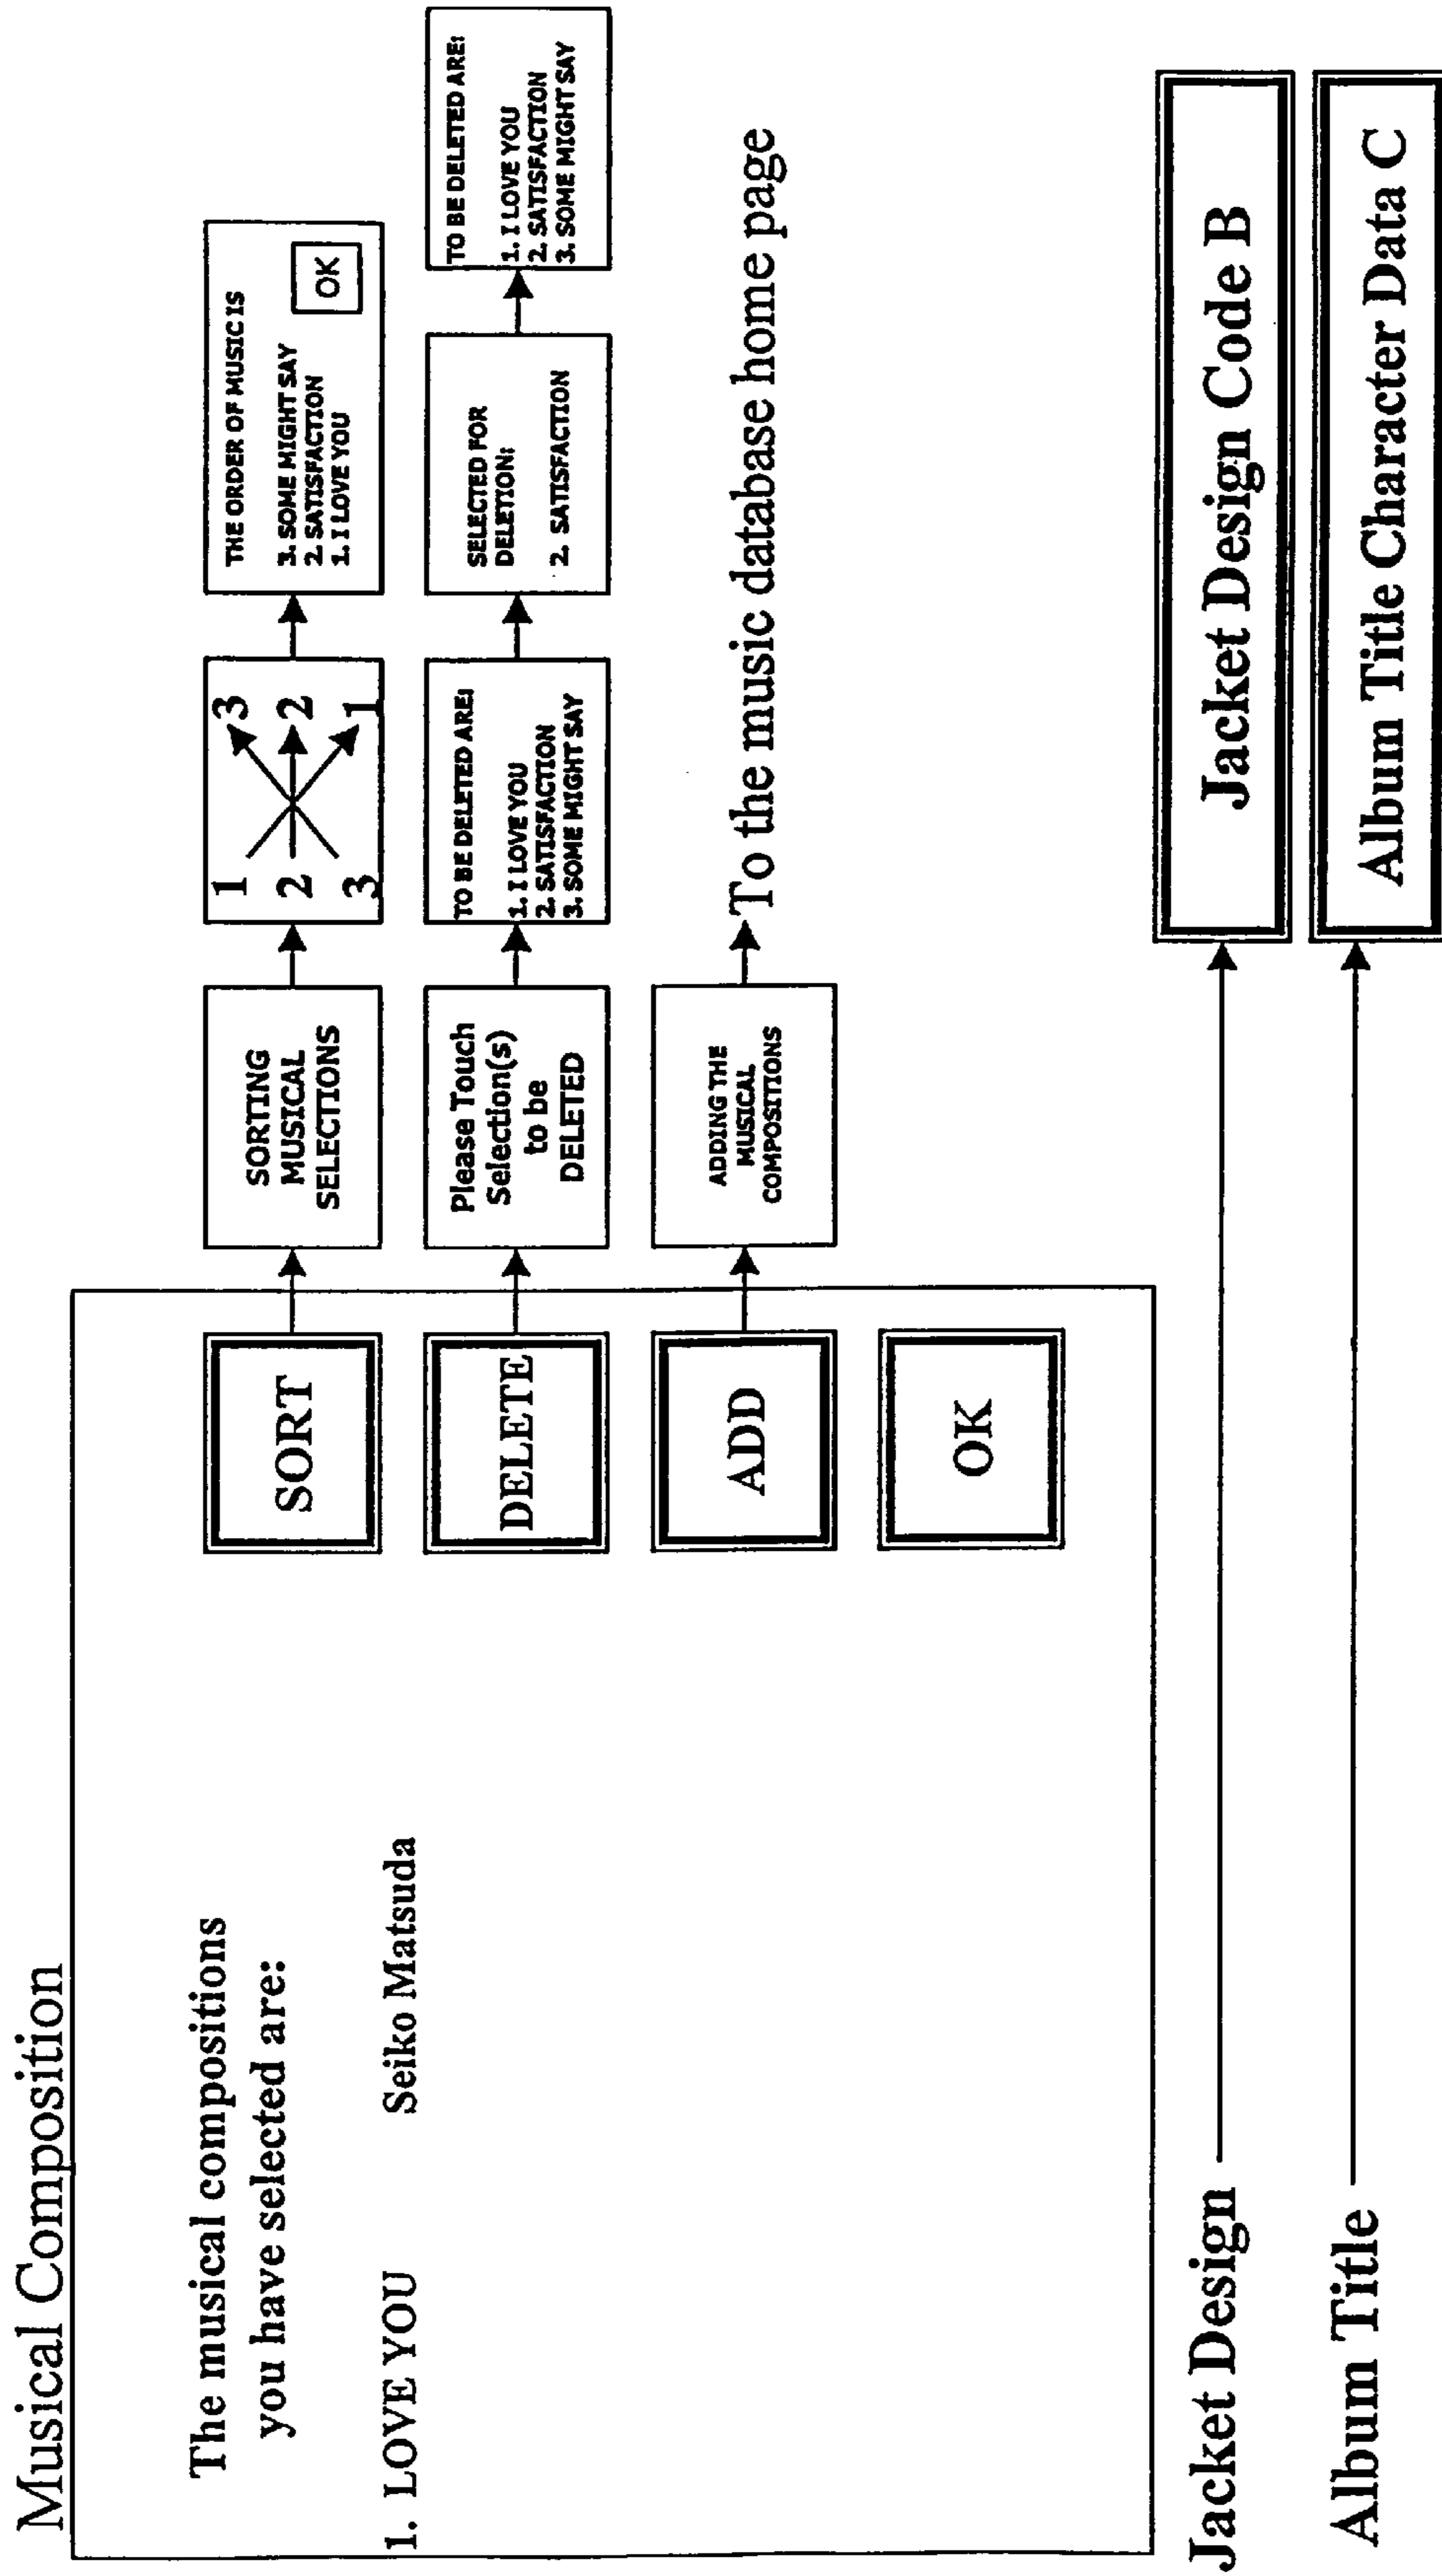 Musical Composition
The musical compositions
you have selected are:
1. LOVE YOU Seiko Matsuda
SORT
SORTING
MUSICAL
SELECTIONS
1 3
2 2
3 1
THE ORDER OF MUSIC IS
3. SOME MIGHT SAY
2. SATISFACTION
1. I LOVE YOU
OK
DELETE
Please Touch
Selection(s)
to be
DELETED
TO BE DELETED ARE:
1. I LOVE YOU
2. SATISFACTION
3. SOME MIGHT SAY
SELECTED FOR
DELETION:
2. SATISFACTION
TO BE DELETED ARE:
1. I LOVE YOU
2. SATISFACTION
3. SOME MIGHT SAY
ADD
ADDING THE
MUSICAL
COMPOSITIONS
To the music database home page
OK
Jacket Design
Jacket Design Code B
Album Title
Album Title Character Data C